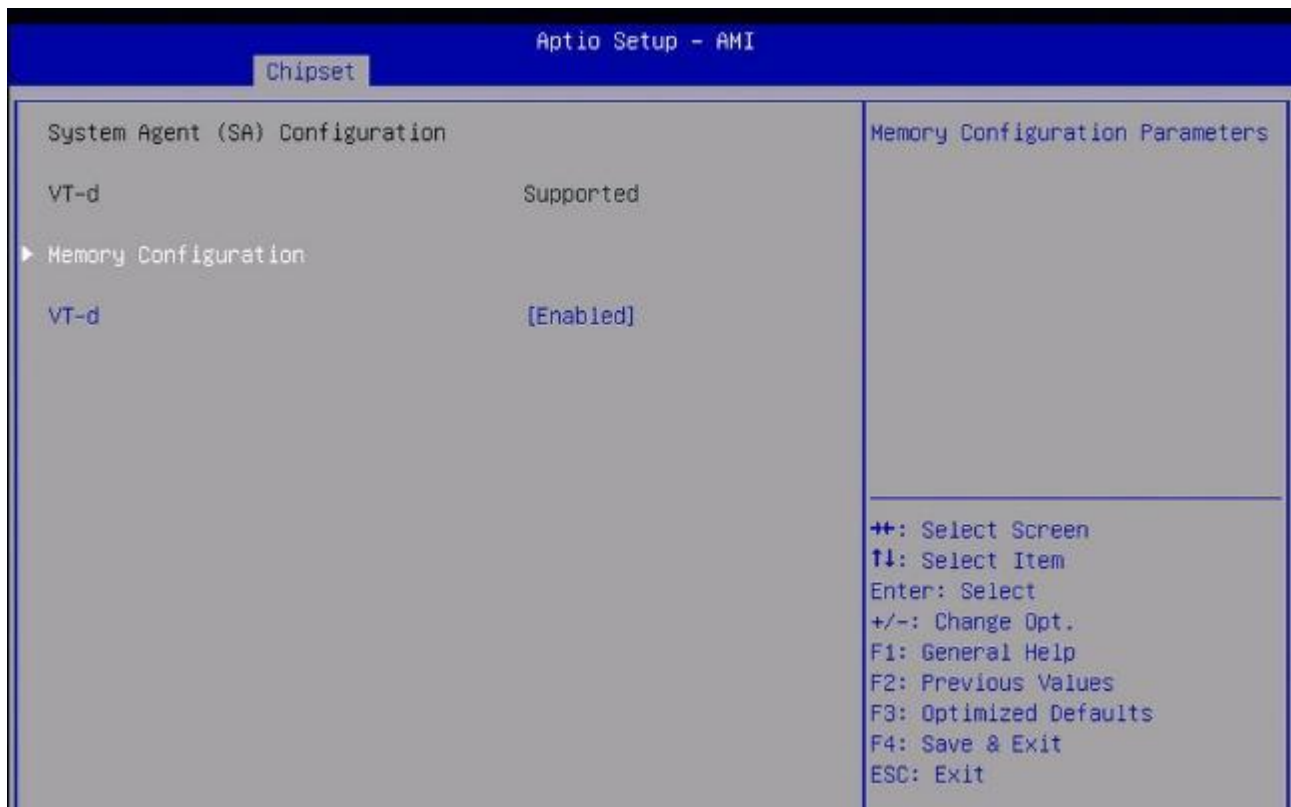 Aptio Setup - AMI
Chipset
System Agent (SA) Configuration
VT-d Supported
Memory Configuration
VT-d [Enabled]
Memory Configuration Parameters
→←: Select Screen
↑↓: Select Item
Enter: Select
+/-: Change Opt.
F1: General Help
F2: Previous Values
F3: Optimized Defaults
F4: Save & Exit
ESC: Exit